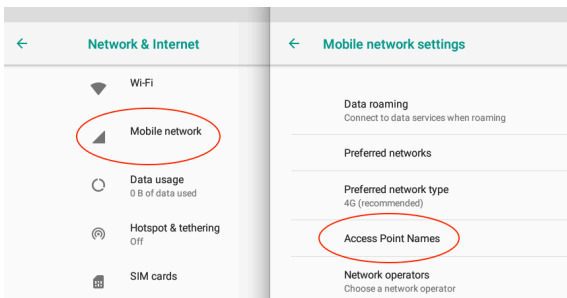 Network & Internet
Wi-Fi
Mobile network
Data usage
0 B of data used
Hotspot & tethering
Off
SIM cards
Mobile network settings
Data roaming
Connect to data services when roaming
Preferred networks
Preferred network type
4G (recommended)
Access Point Names
Network operators
Choose a network operator